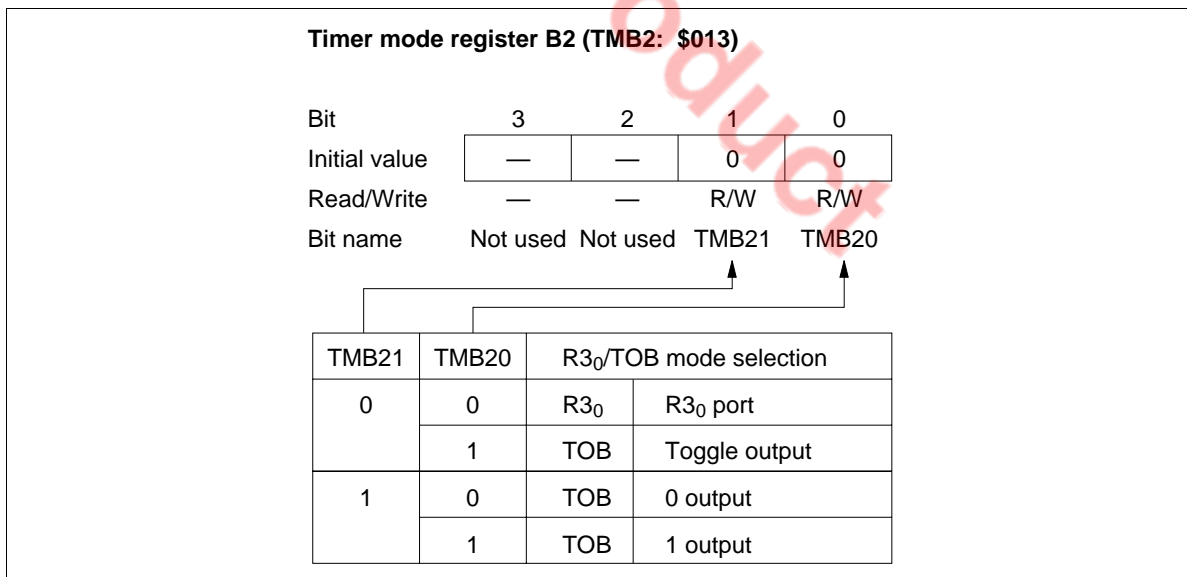 Timer mode register B2 (TMB2: $013)
Bit 3 2 1 0
Initial value — — 0 0
Read/Write — — R/W R/W
Bit name Not used Not used TMB21 TMB20
TMB21 TMB20 R3₀/TOB mode selection
0 0 R3₀ R3₀ port
1 TOB Toggle output
1 0 TOB 0 output
1 TOB 1 output
oduct